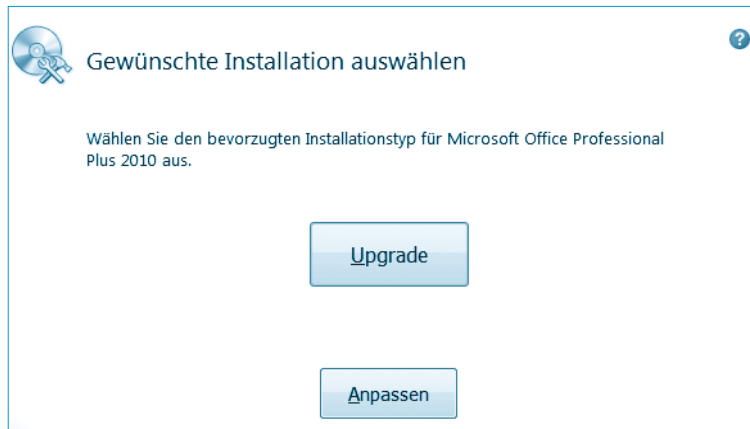 Gewünschte Installation auswählen
?
Wählen Sie den bevorzugten Installationstyp für Microsoft Office Professional
Plus 2010 aus.
Upgrade
Anpassen